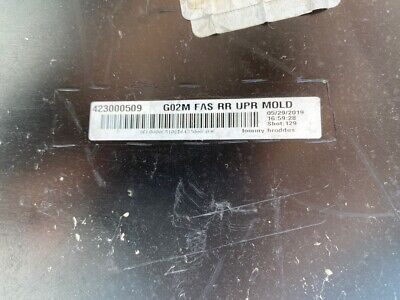 423000509 G02M FAS RR UPR MOLD
05/29/2019
16:59:28
Shot:129